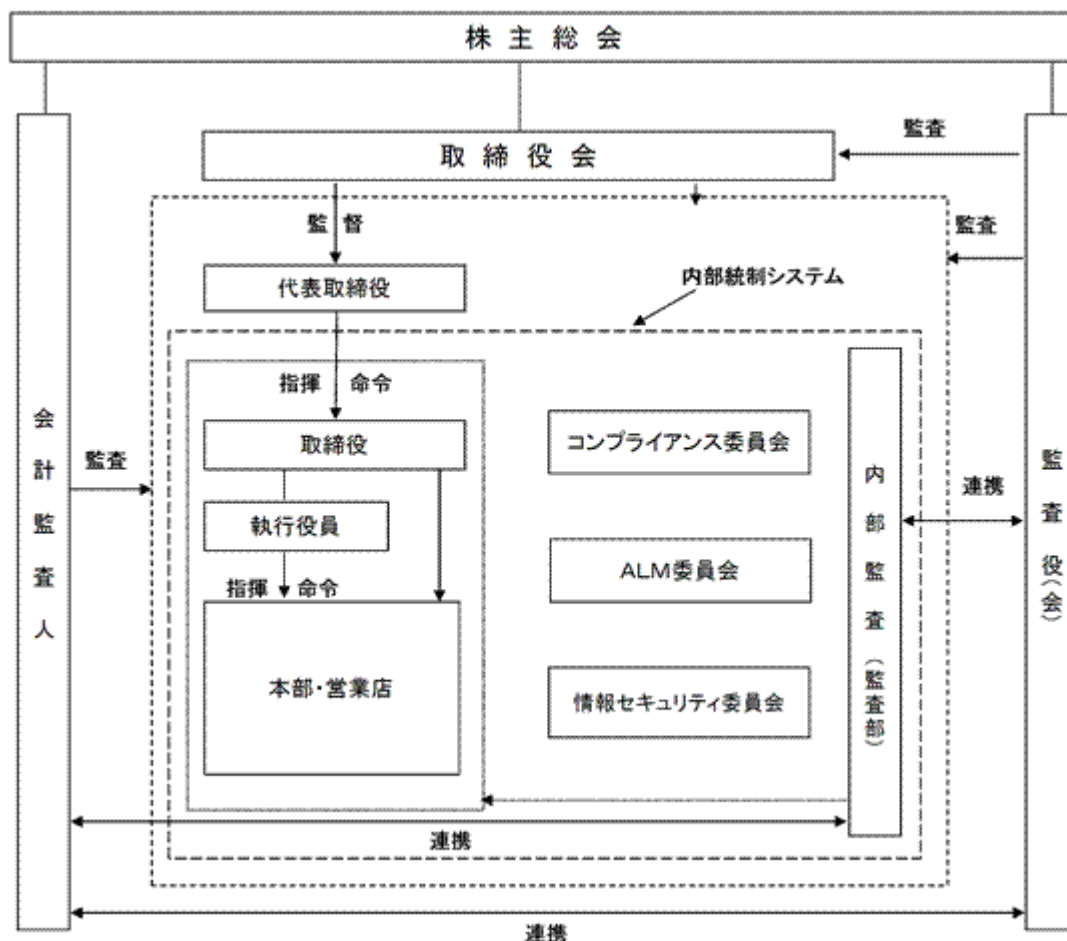 株主総会
監査
取締役会
監査
監督
内部統制システム
代表取締役
指揮 命令
コンプライアンス委員会
取締役
会計監査人
監査
内部監査(監査部)
連携
監査役(会)
執行役員
ALM委員会
指揮 命令
本部・営業店
情報セキュリティ委員会
連携
連携